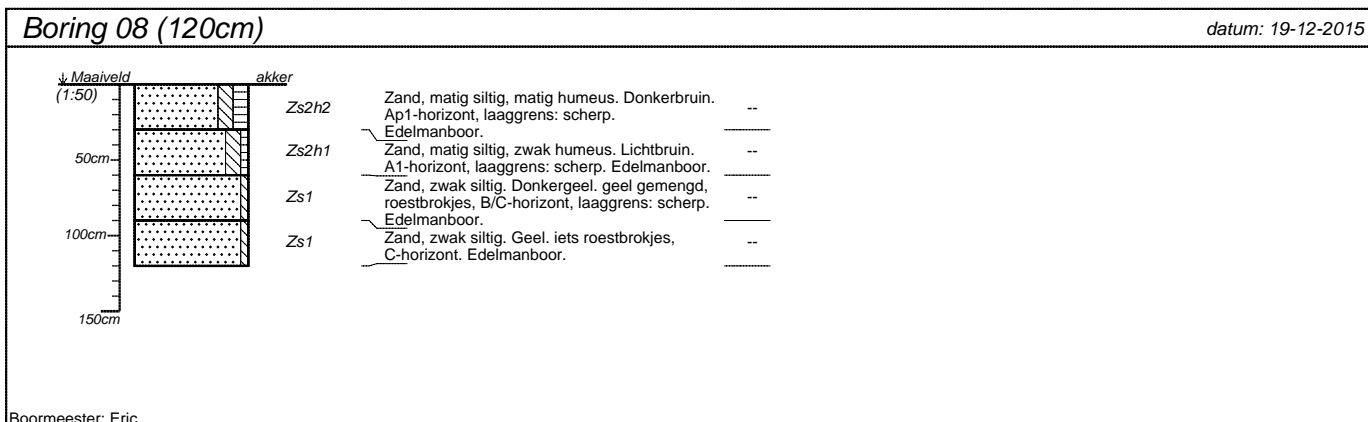 Boring 08 (120cm)
datum: 19-12-2015
Maaiveld
akker
(1:50)
Zs2h2
Zand, matig siltig, matig humeus. Donkerbruin.
Ap1-horizont, laaggrens: scherp.
Edelmanboor.
--
50cm
Zs2h1
Zand, matig siltig, zwak humeus. Lichtbruin.
A1-horizont, laaggrens: scherp. Edelmanboor.
--
Zs1
Zand, zwak siltig. Donkergeel. geel gemengd,
roestbrokjes, B/C-horizont, laaggrens: scherp.
Edelmanboor.
--
100cm
Zs1
Zand, zwak siltig. Geel. iets roestbrokjes,
C-horizont. Edelmanboor.
--
150cm
Boormeester: Eric